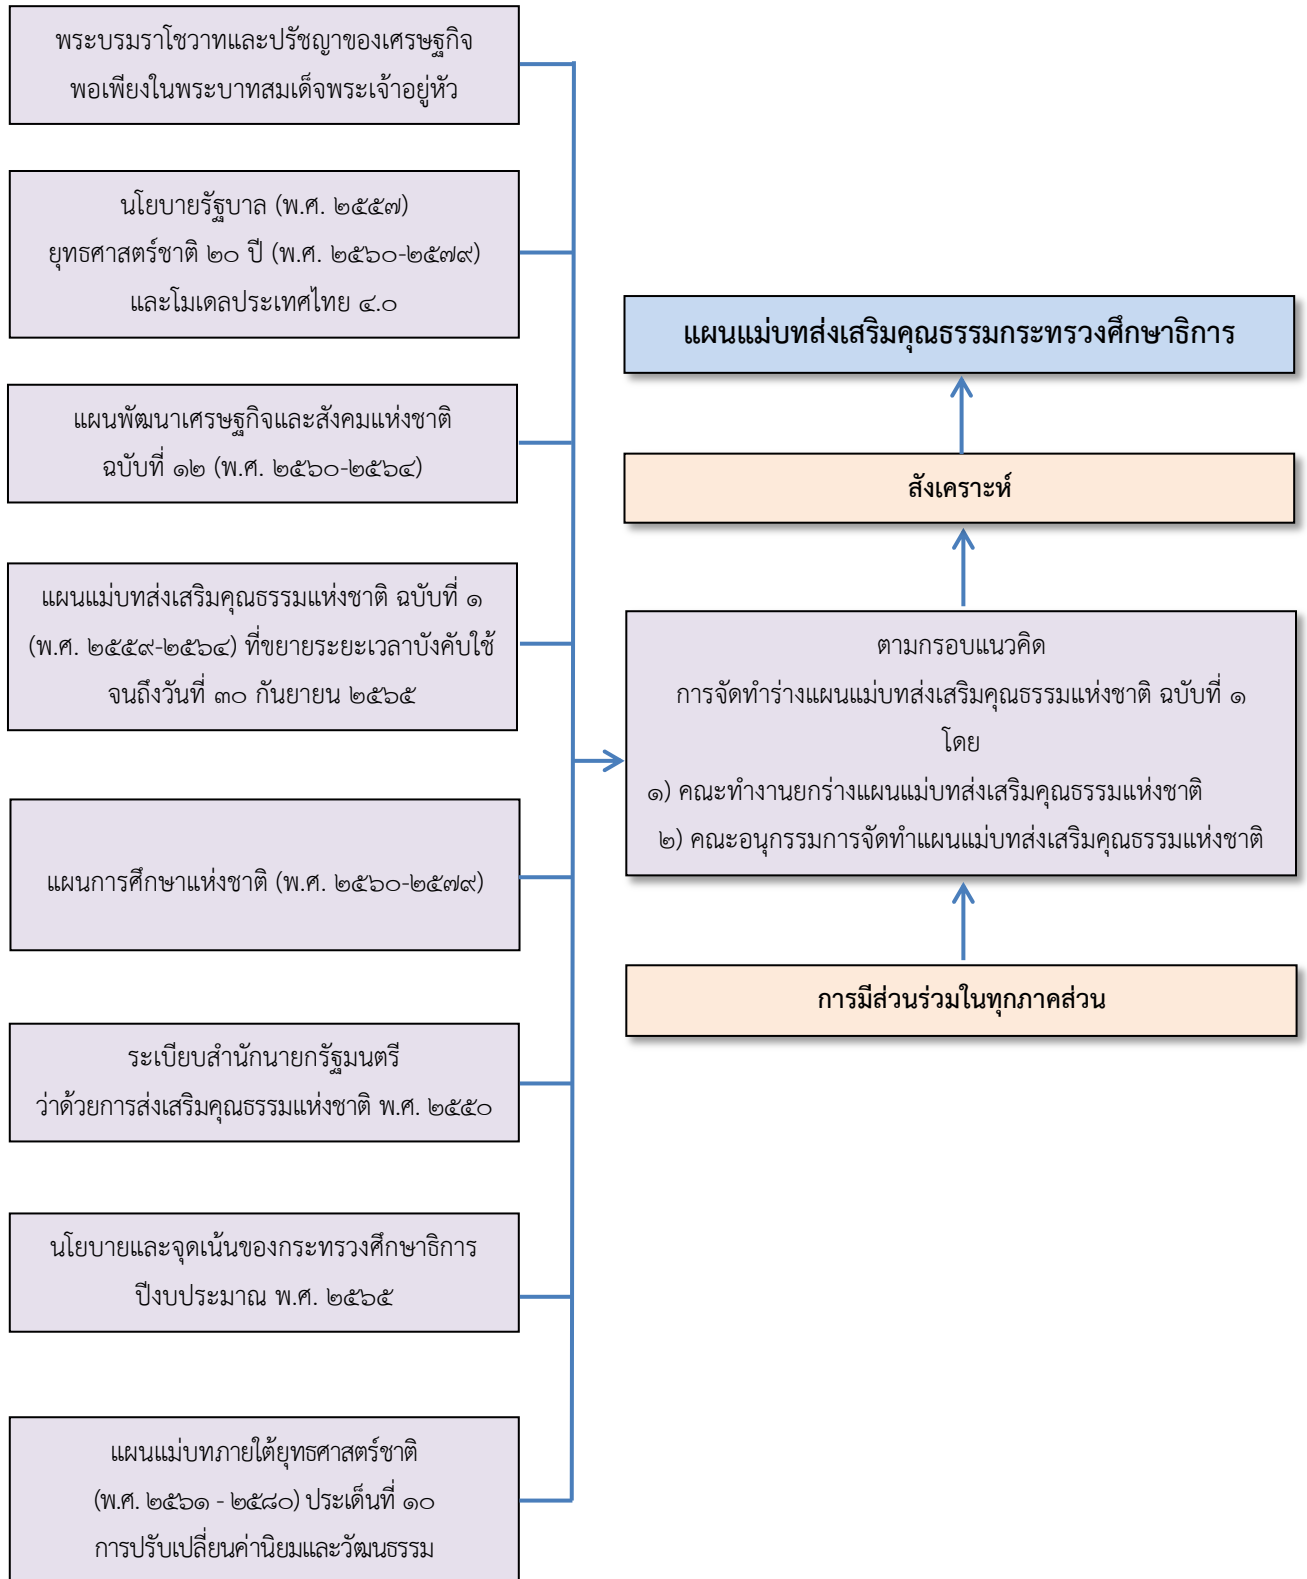 พระบรมราโชวาทและปรัชญาของเศรษฐกิจ
พอเพียงในพระบาทสมเด็จพระเจ้าอยู่หัว
นโยบายรัฐบาล (พ.ศ. ๒๕๕๗)
ยุทธศาสตร์ชาติ ๒๐ ปี (พ.ศ. ๒๕๖๐-๒๕๗๙)
และโมเดลประเทศไทย ๔.๐
แผนพัฒนาเศรษฐกิจและสังคมแห่งชาติ
ฉบับที่ ๑๒ (พ.ศ. ๒๕๖๐-๒๕๖๔)
แผนแม่บทส่งเสริมคุณธรรมแห่งชาติ ฉบับที่ ๑
(พ.ศ. ๒๕๕๙-๒๕๖๔) ที่ขยายระยะเวลาบังคับใช้
จนถึงวันที่ ๓๐ กันยายน ๒๕๖๕
แผนการศึกษาแห่งชาติ (พ.ศ. ๒๕๖๐-๒๕๗๙)
ระเบียบสำนักนายกรัฐมนตรี
ว่าด้วยการส่งเสริมคุณธรรมแห่งชาติ พ.ศ. ๒๕๕๐
นโยบายและจุดเน้นของกระทรวงศึกษาธิการ
ปีงบประมาณ พ.ศ. ๒๕๖๕
แผนแม่บทภายใต้ยุทธศาสตร์ชาติ
(พ.ศ. ๒๕๖๑ - ๒๕๘๐) ประเด็นที่ ๑๐
การปรับเปลี่ยนค่านิยมและวัฒนธรรม
แผนแม่บทส่งเสริมคุณธรรมกระทรวงศึกษาธิการ
สังเคราะห์
ตามกรอบแนวคิด
การจัดทำร่างแผนแม่บทส่งเสริมคุณธรรมแห่งชาติ ฉบับที่ ๑
โดย
๑) คณะทำงานยกร่างแผนแม่บทส่งเสริมคุณธรรมแห่งชาติ
๒) คณะอนุกรรมการจัดทำแผนแม่บทส่งเสริมคุณธรรมแห่งชาติ
การมีส่วนร่วมในทุกภาคส่วน